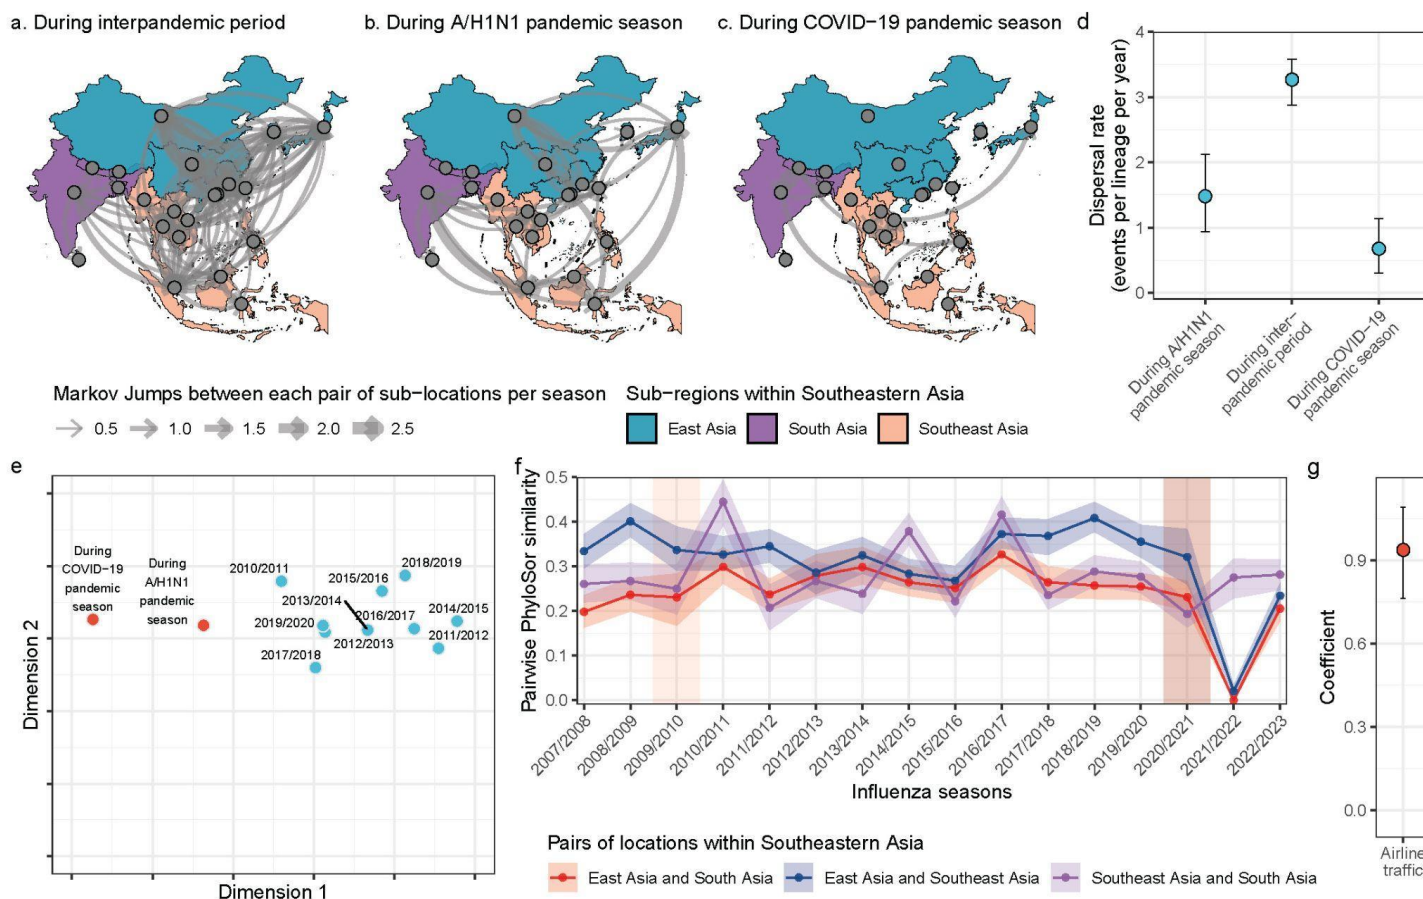 a. During interpandemic period
b. During A/H1N1 pandemic season
c. During COVID−19 pandemic season
Markov Jumps between each pair of sub−locations per season
0.5 1.0 1.5 2.0 2.5
Sub−regions within Southeastern Asia
East Asia South Asia Southeast Asia
d
Dispersal rate
(events per lineage per year)
4
3
2
1
0
During A/H1N1
pandemic season
During inter−
pandemic period
During COVID−19
pandemic season
e
Dimension 2
During
COVID−19
pandemic
season
During
A/H1N1
pandemic
season
2010/2011
2018/2019
2015/2016
2013/2014
2016/2017
2014/2015
2019/2020
2012/2013
2011/2012
2017/2018
Dimension 1
f
Pairwise PhyloSor similarity
0.5
0.4
0.3
0.2
0.1
0.0
2007/2008
2008/2009
2009/2010
2010/2011
2011/2012
2012/2013
2013/2014
2014/2015
2015/2016
2016/2017
2017/2018
2018/2019
2019/2020
2020/2021
2021/2022
2022/2023
Influenza seasons
Pairs of locations within Southeastern Asia
East Asia and South Asia East Asia and Southeast Asia Southeast Asia and South Asia
g
Coefficient
0.9
0.6
0.3
0.0
Airline
traffic